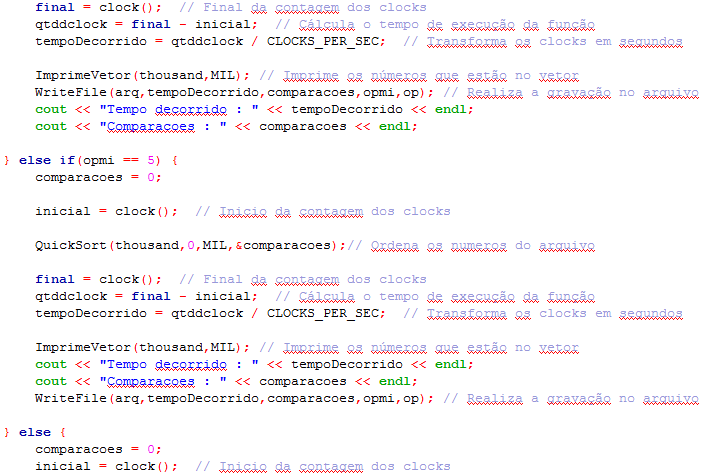 final = clock();  // Final da contagem dos clocks
qtddclock = final - inicial;  // Cálcula o tempo de execução da função
tempoDecorrido = qtddclock / CLOCKS_PER_SEC;  // Transforma os clocks em segundos
ImprimeVetor(thousand,MIL); // Imprime os números que estão no vetor
WriteFile(arq,tempoDecorrido,comparacoes,opmi,op); // Realiza a gravação no arquivo
cout << "Tempo decorrido : " << tempoDecorrido << endl;
cout << "Comparacoes : " << comparacoes << endl;
} else if(opmi == 5) {
comparacoes = 0;
inicial = clock();  // Inicio da contagem dos clocks
QuickSort(thousand,0,MIL,&comparacoes);// Ordena os numeros do arquivo
final = clock();  // Final da contagem dos clocks
qtddclock = final - inicial;  // Cálcula o tempo de execução da função
tempoDecorrido = qtddclock / CLOCKS_PER_SEC;  // Transforma os clocks em segundos
ImprimeVetor(thousand,MIL); // Imprime os números que estão no vetor
cout << "Tempo decorrido : " << tempoDecorrido << endl;
cout << "Comparacoes : " << comparacoes << endl;
WriteFile(arq,tempoDecorrido,comparacoes,opmi,op); // Realiza a gravação no arquivo
} else {
comparacoes = 0;
inicial = clock();  // Inicio da contagem dos clocks